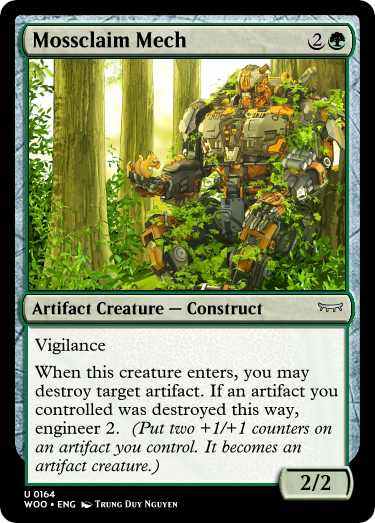 Mossclaim Mech 2
Artifact Creature — Construct
Vigilance
When this creature enters, you may
destroy target artifact. If an artifact you
controlled was destroyed this way,
engineer 2. (Put two +1/+1 counters on
an artifact you control. It becomes an
artifact creature.)
2/2
U 0164
WOO • ENG Trung Duy Nguyen